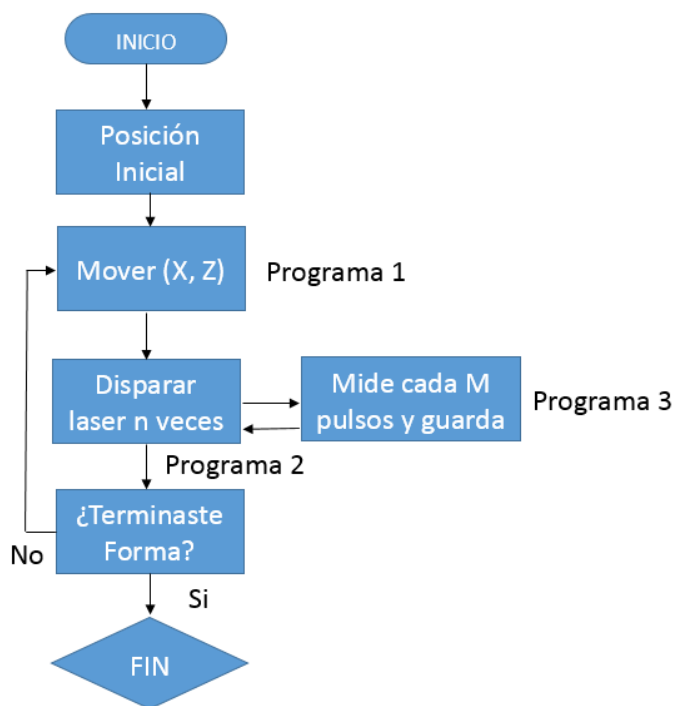 INICIO
Posición
Inicial
Mover (X, Z)
Programa 1
Disparar
laser n veces
Mide cada M
pulsos y guarda
Programa 3
Programa 2
¿Terminaste
Forma?
No
Si
FIN